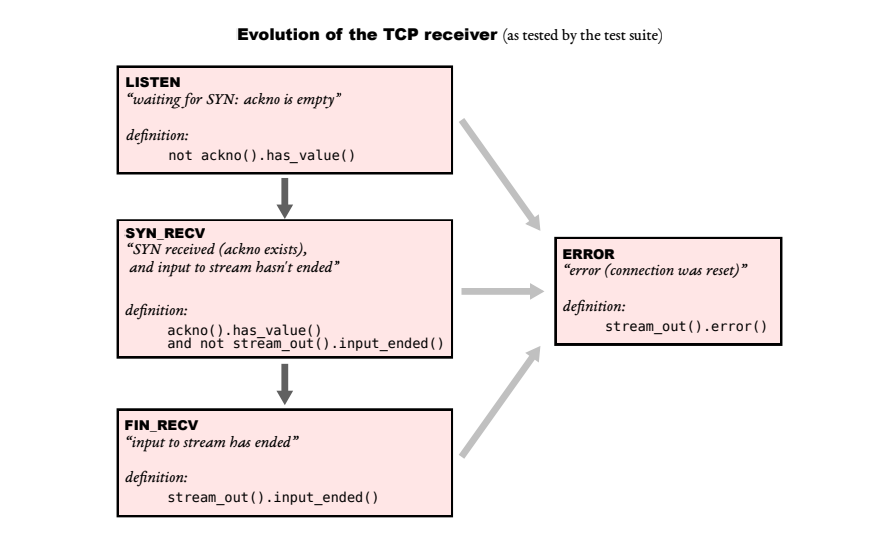 Evolution of the TCP receiver (as tested by the test suite)
LISTEN
“waiting for SYN: ackno is empty”
definition:
not ackno().has_value()
SYN_RECV
“SYN received (ackno exists),
and input to stream hasn't ended”
definition:
ackno().has_value()
and not stream_out().input_ended()
FIN_RECV
“input to stream has ended”
definition:
stream_out().input_ended()
ERROR
“error (connection was reset)”
definition:
stream_out().error()